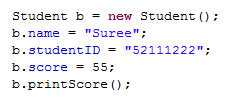 Student b = new Student();
b.name = "Suree";
b.studentID = "52111222";
b.score = 55;
b.printScore();